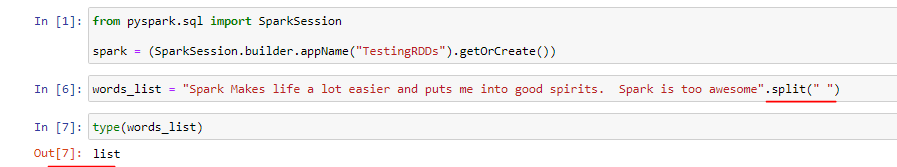 In [1]: from pyspark.sql import SparkSession
spark = (SparkSession.builder.appName("TestingRDDs").getOrCreate())
In [6]: words_list = "Spark Makes life a lot easier and puts me into good spirits.  Spark is too awesome".split(" ")
In [7]: type(words_list)
Out[7]: list